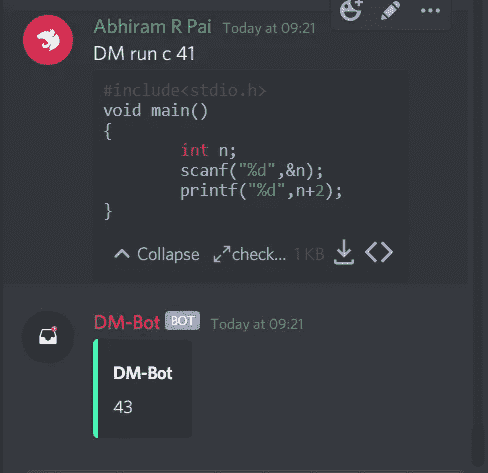 Abhiram R Pai Today at 09:21
DM run c 41
#include<stdio.h>
void main()
{
int n;
scanf("%d",&n);
printf("%d",n+2);
}
Collapse check... 1 KB
DM-Bot BOT Today at 09:21
DM-Bot
43